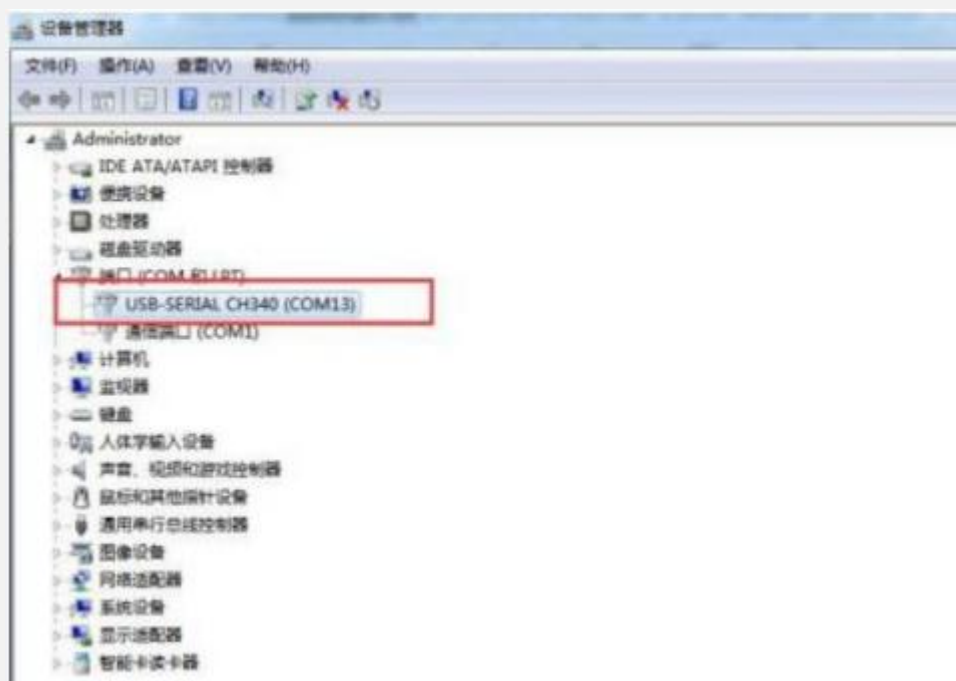 设备管理器
文件(F) 操作(A) 查看(V) 帮助(H)
Administrator
IDE ATA/ATAPI 控制器
便携设备
处理器
磁盘驱动器
端口 (COM 和 LPT)
USB-SERIAL CH340 (COM13)
通信端口 (COM1)
计算机
监视器
键盘
人体学输入设备
声音、视频和游戏控制器
鼠标和其他指针设备
通用串行总线控制器
图像设备
网络适配器
系统设备
显示适配器
智能卡读卡器